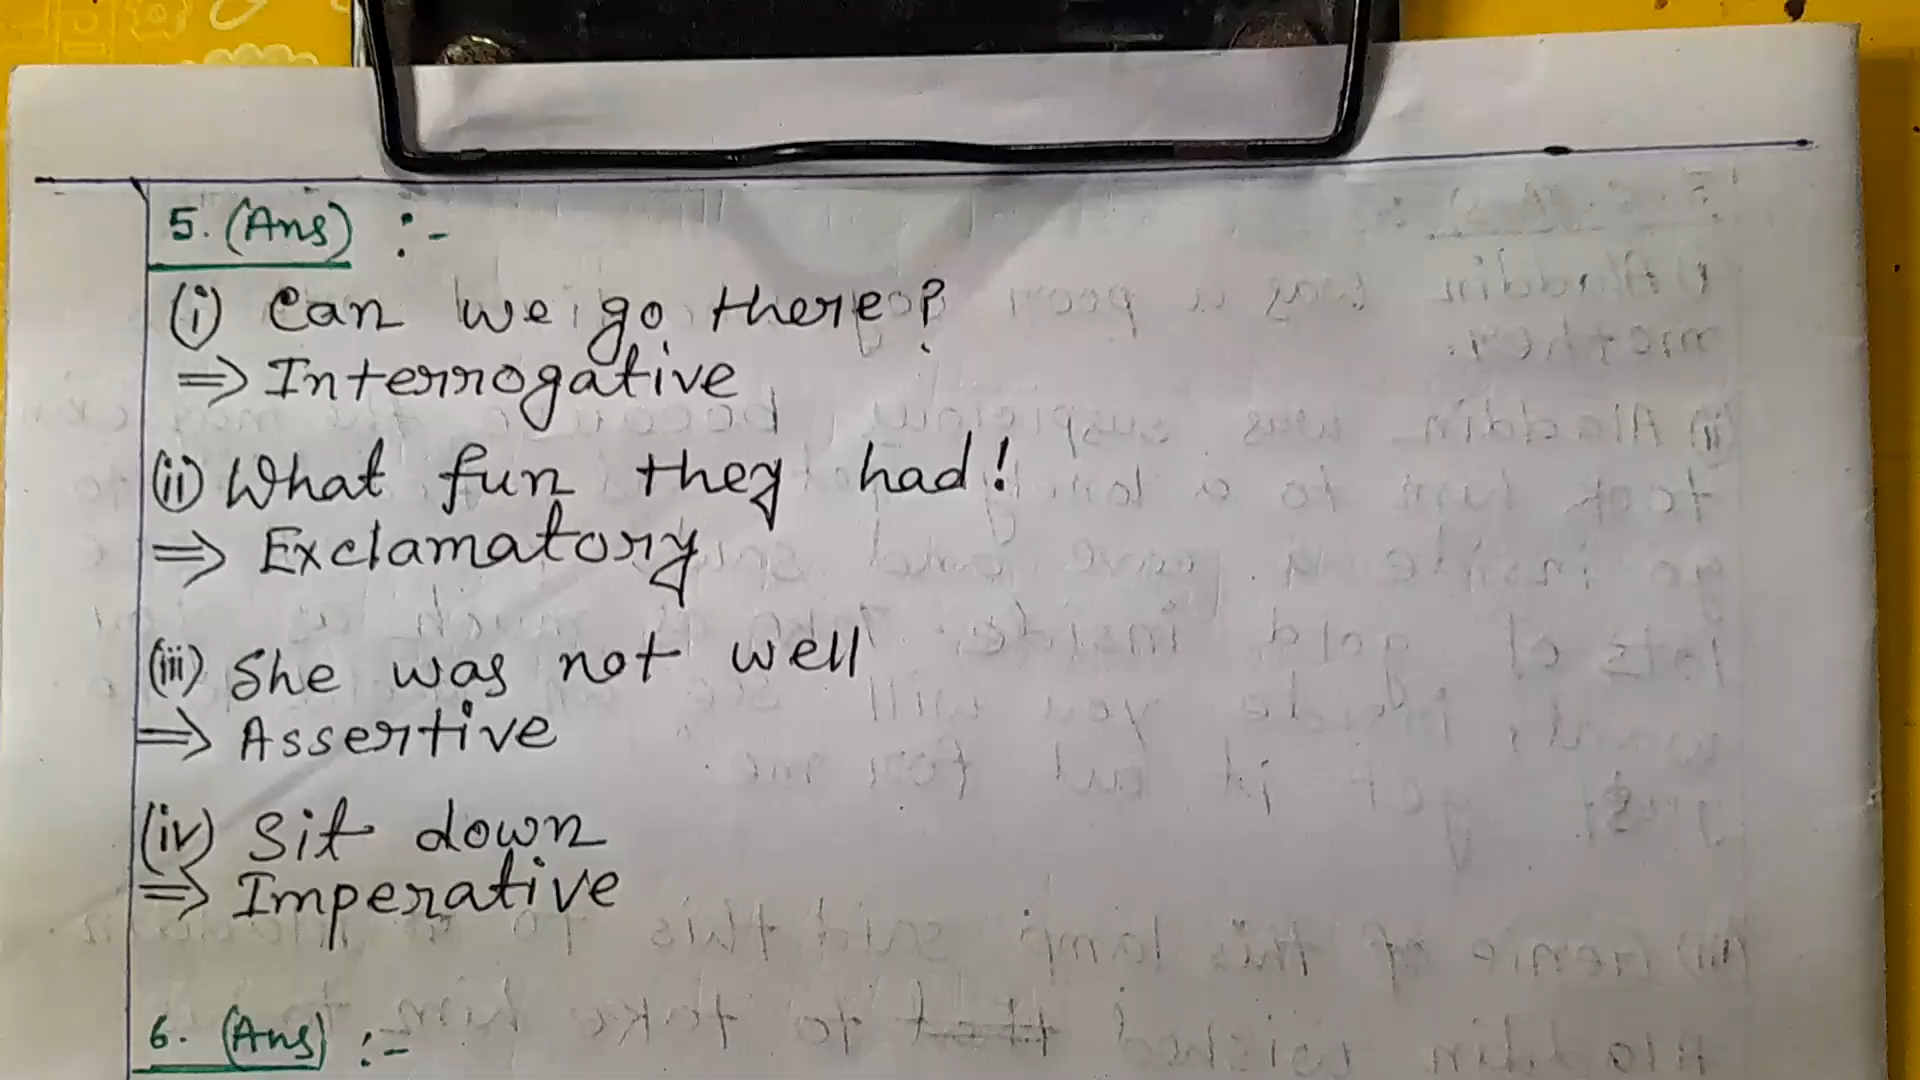 5. (Ans) :-
(i) Can we go there?
=> Interrogative
(ii) What fun they had!
=> Exclamatory
(iii) She was not well
=> Assertive
(iv) Sit down
=> Imperative
6. (Ans) :-